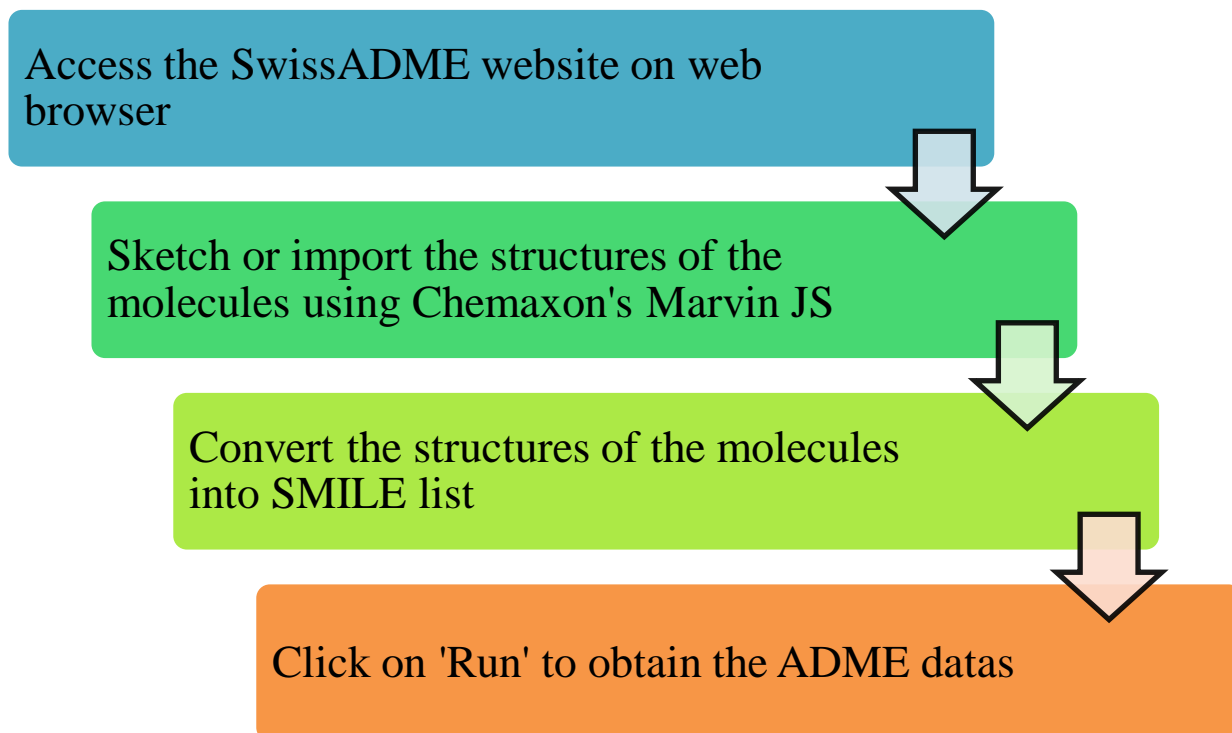 Access the SwissADME website on web
browser
Sketch or import the structures of the
molecules using Chemaxon's Marvin JS
Convert the structures of the molecules
into SMILE list
Click on 'Run' to obtain the ADME datas